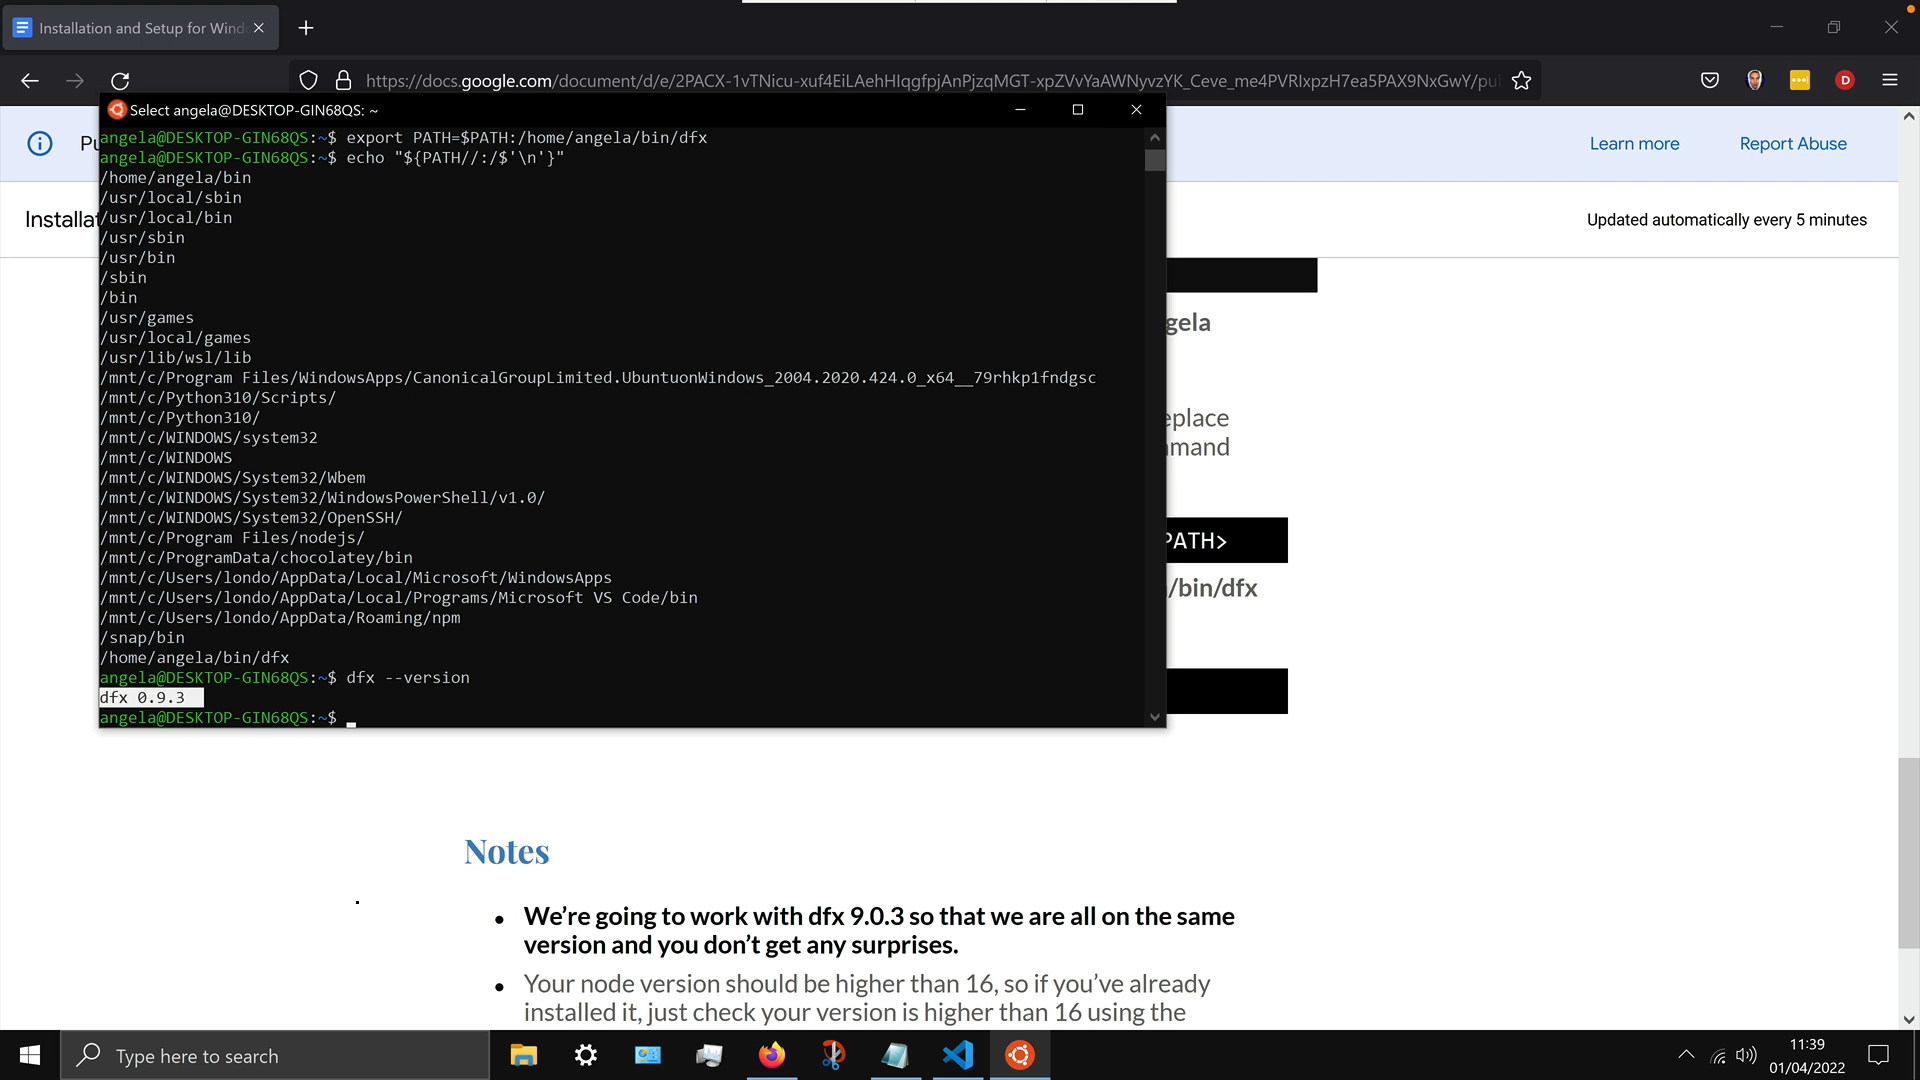 Installation and Setup for Wind
https://docs.google.com/document/d/e/2PACX-1vTNicu-xuf4EiLAehHIqgfpjAnPjzqMGT-xpZVvYaAWNyvzYK_Ceve_me4PVRIxpzH7ea5PAX9NxGwY/pu
D
Select angela@DESKTOP-GIN68QS: ~
Pu
Learn more
Report Abuse
Installat
Updated automatically every 5 minutes
angela@DESKTOP-GIN68QS:~$ export PATH=$PATH:/home/angela/bin/dfx
angela@DESKTOP-GIN68QS:~$ echo "${PATH//:/$'\n'}"
/home/angela/bin
/usr/local/sbin
/usr/local/bin
/usr/sbin
/usr/bin
/sbin
/bin
/usr/games
/usr/local/games
/usr/lib/wsl/lib
/mnt/c/Program Files/WindowsApps/CanonicalGroupLimited.UbuntuonWindows_2004.2020.424.0_x64__79rhkp1fndgsc
/mnt/c/Python310/Scripts/
/mnt/c/Python310/
/mnt/c/WINDOWS/system32
/mnt/c/WINDOWS
/mnt/c/WINDOWS/System32/Wbem
/mnt/c/WINDOWS/System32/WindowsPowerShell/v1.0/
/mnt/c/WINDOWS/System32/OpenSSH/
/mnt/c/Program Files/nodejs/
/mnt/c/ProgramData/chocolatey/bin
/mnt/c/Users/londo/AppData/Local/Microsoft/WindowsApps
/mnt/c/Users/londo/AppData/Local/Programs/Microsoft VS Code/bin
/mnt/c/Users/londo/AppData/Roaming/npm
/snap/bin
/home/angela/bin/dfx
angela@DESKTOP-GIN68QS:~$ dfx --version
dfx 0.9.3
angela@DESKTOP-GIN68QS:~$
gela
eplace
mand
PATH>
/bin/dfx
Notes
• We're going to work with dfx 9.0.3 so that we are all on the same
version and you don't get any surprises.
• Your node version should be higher than 16, so if you've already
installed it, just check your version is higher than 16 using the
Type here to search
11:39
01/04/2022